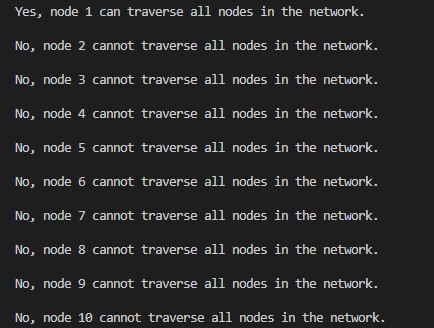 Yes, node 1 can traverse all nodes in the network.
No, node 2 cannot traverse all nodes in the network.
No, node 3 cannot traverse all nodes in the network.
No, node 4 cannot traverse all nodes in the network.
No, node 5 cannot traverse all nodes in the network.
No, node 6 cannot traverse all nodes in the network.
No, node 7 cannot traverse all nodes in the network.
No, node 8 cannot traverse all nodes in the network.
No, node 9 cannot traverse all nodes in the network.
No, node 10 cannot traverse all nodes in the network.